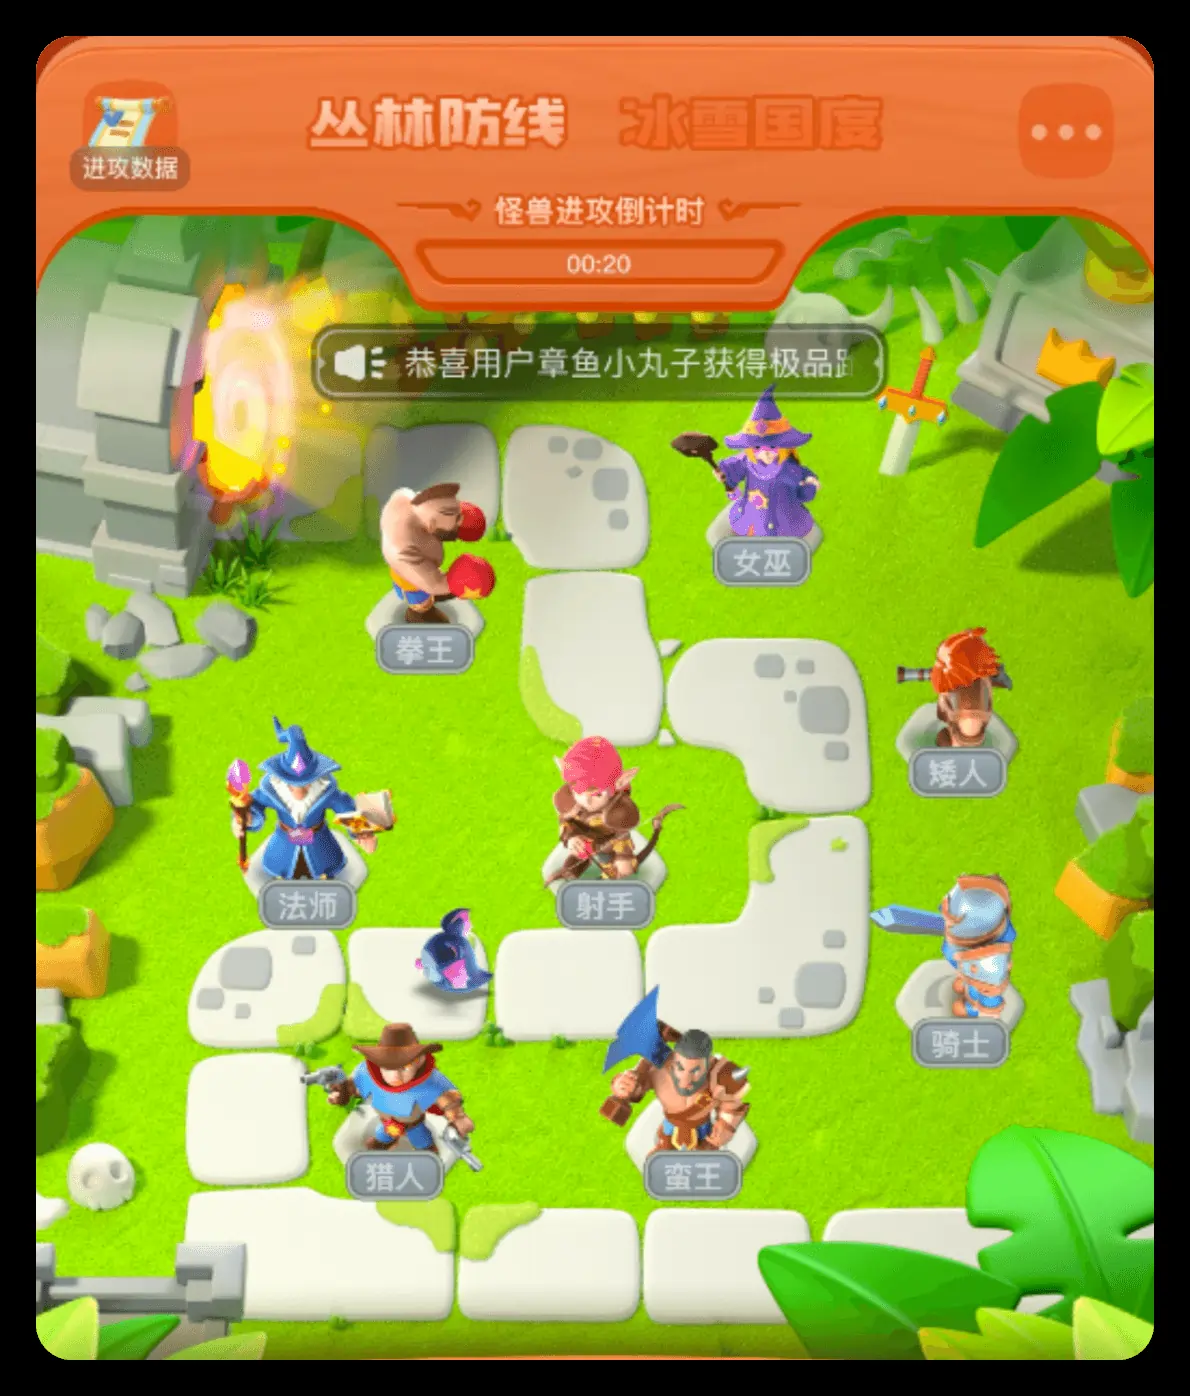 丛林防线 冰雪国度
进攻数据
怪兽进攻倒计时
00:20
恭喜用户章鱼小丸子获得极品
女巫
拳王
矮人
法师
射手
骑士
猎人
蛮王